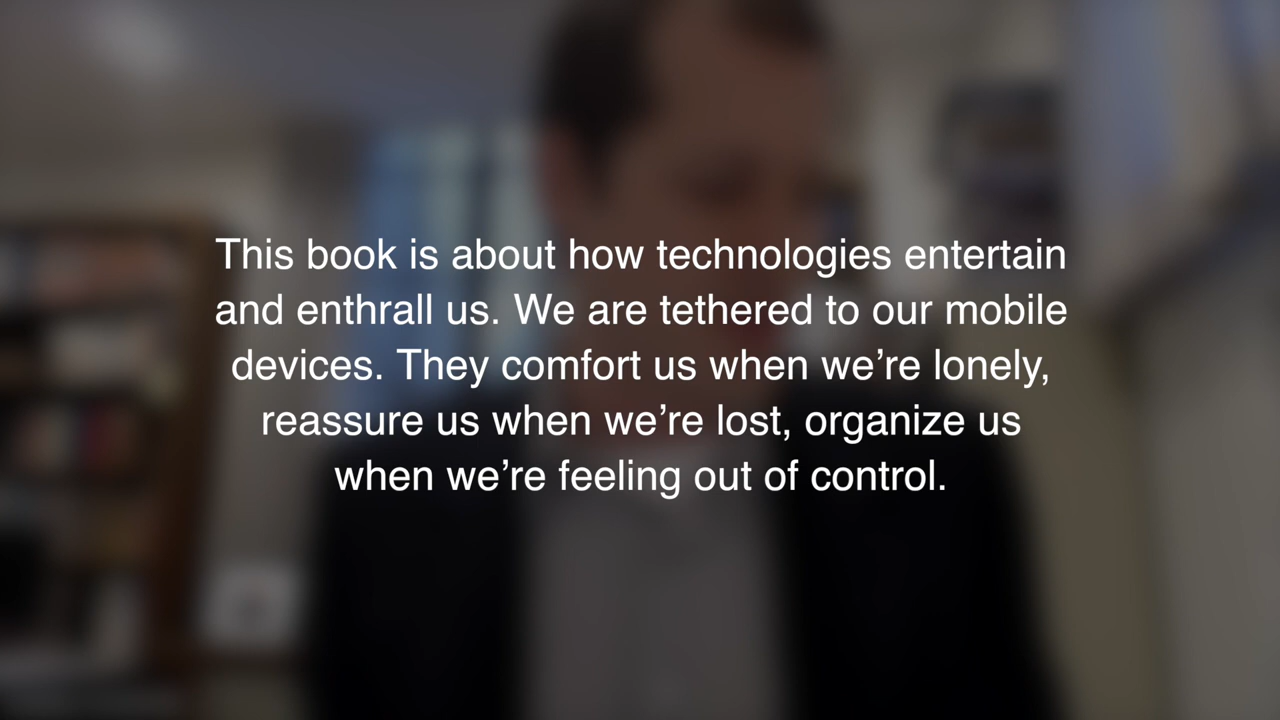 This book is about how technologies entertain
and enthrall us. We are tethered to our mobile
devices. They comfort us when we’re lonely,
reassure us when we’re lost, organize us
when we’re feeling out of control.